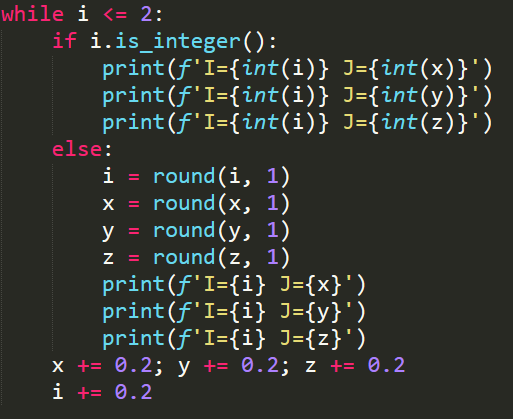 while i <= 2:
    if i.is_integer():
        print(f'I={int(i)} J={int(x)}')
        print(f'I={int(i)} J={int(y)}')
        print(f'I={int(i)} J={int(z)}')
    else:
        i = round(i, 1)
        x = round(x, 1)
        y = round(y, 1)
        z = round(z, 1)
        print(f'I={i} J={x}')
        print(f'I={i} J={y}')
        print(f'I={i} J={z}')
    x += 0.2; y += 0.2; z += 0.2
    i += 0.2